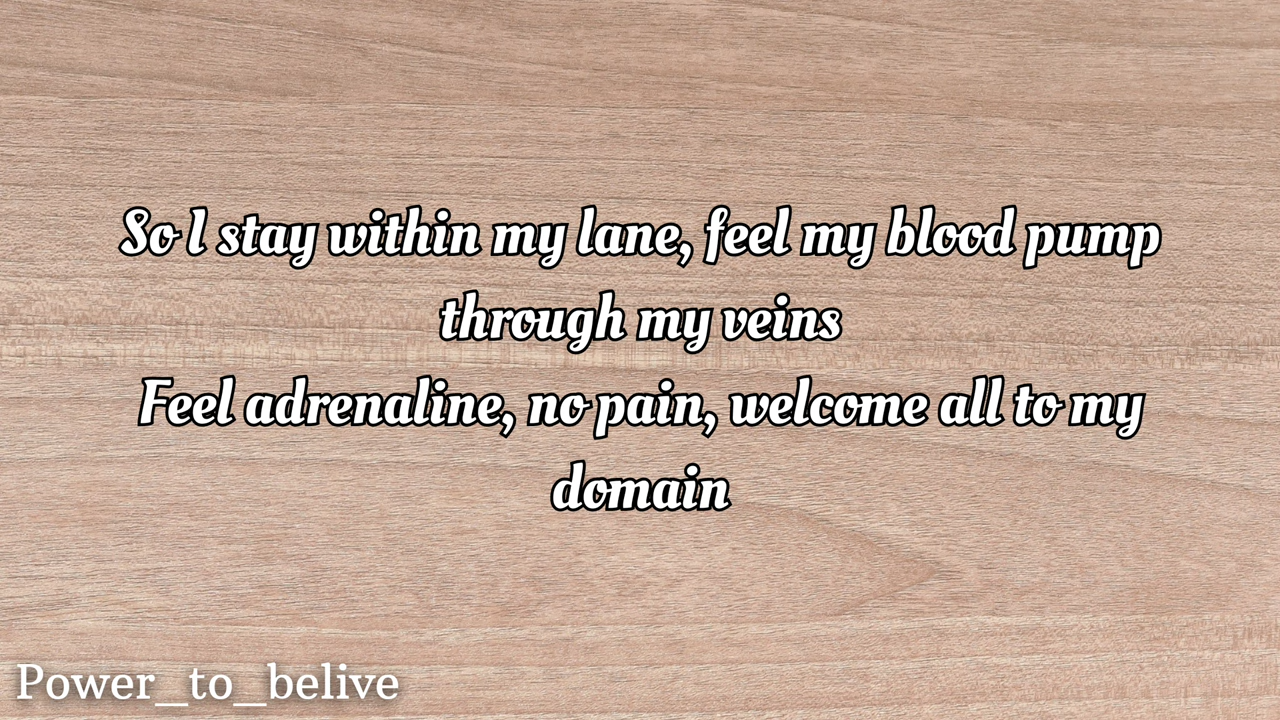 So I stay within my lane, feel my blood pump
through my veins
Feel adrenaline, no pain, welcome all to my
domain
Power_to_belive